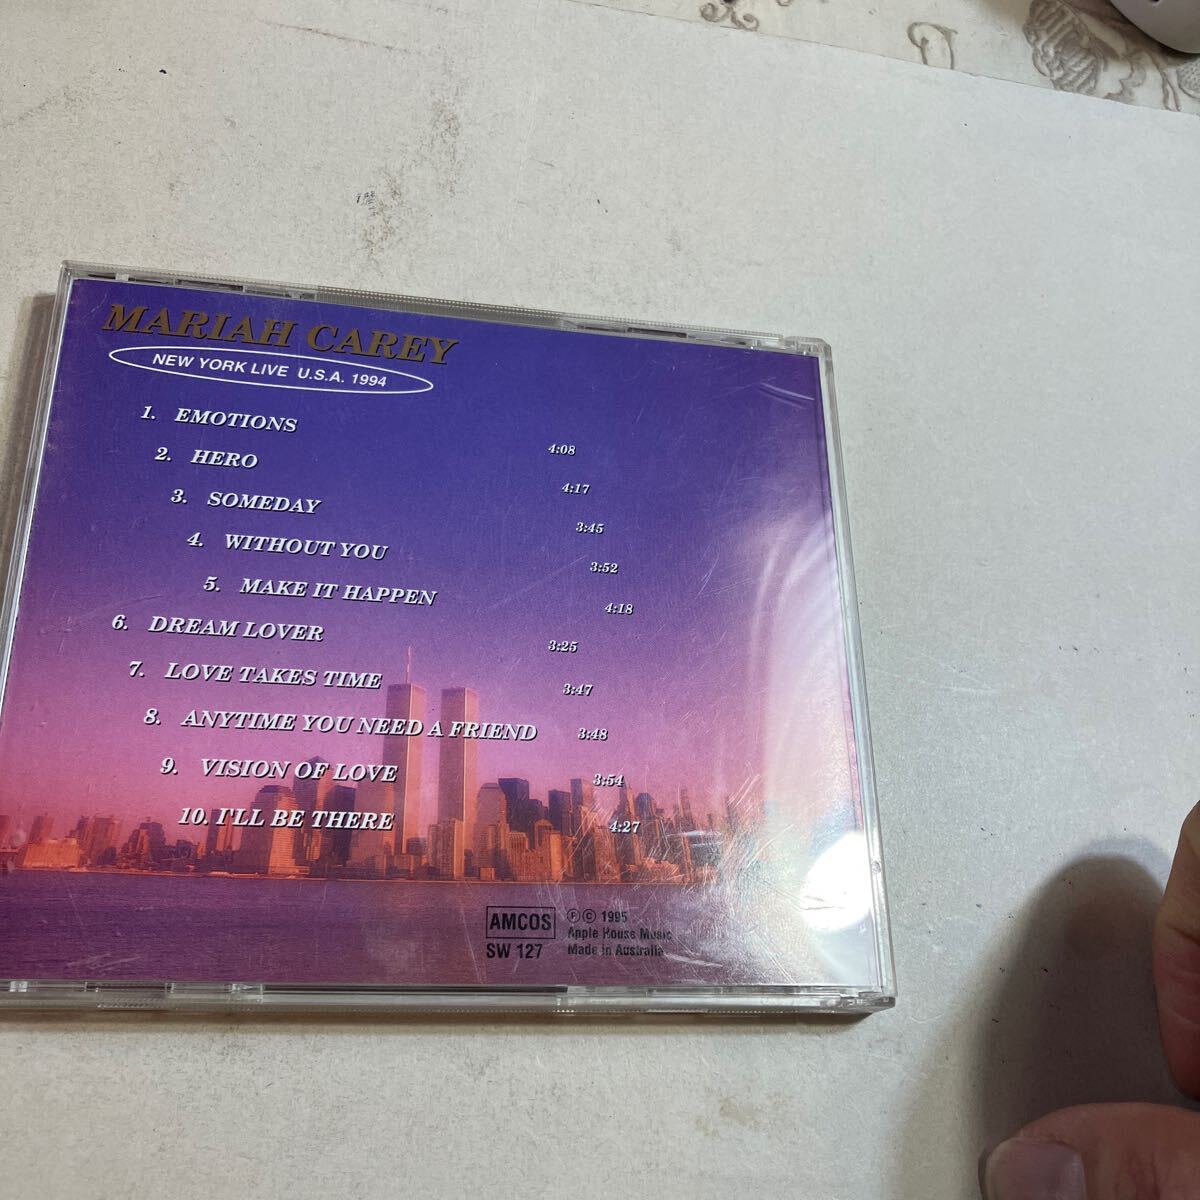 MARIAH CAREY
NEW YORK LIVE U.S.A. 1994
1. EMOTIONS 4:08
2. HERO 4:17
3. SOMEDAY 3:45
4. WITHOUT YOU 3:52
5. MAKE IT HAPPEN 4:18
6. DREAM LOVER 3:25
7. LOVE TAKES TIME 3:47
8. ANYTIME YOU NEED A FRIEND 3:48
9. VISION OF LOVE 3:54
10. I'LL BE THERE 4:27
AMCOS
SW 127
Ⓟ© 1995
Apple House Music
Made in Australia